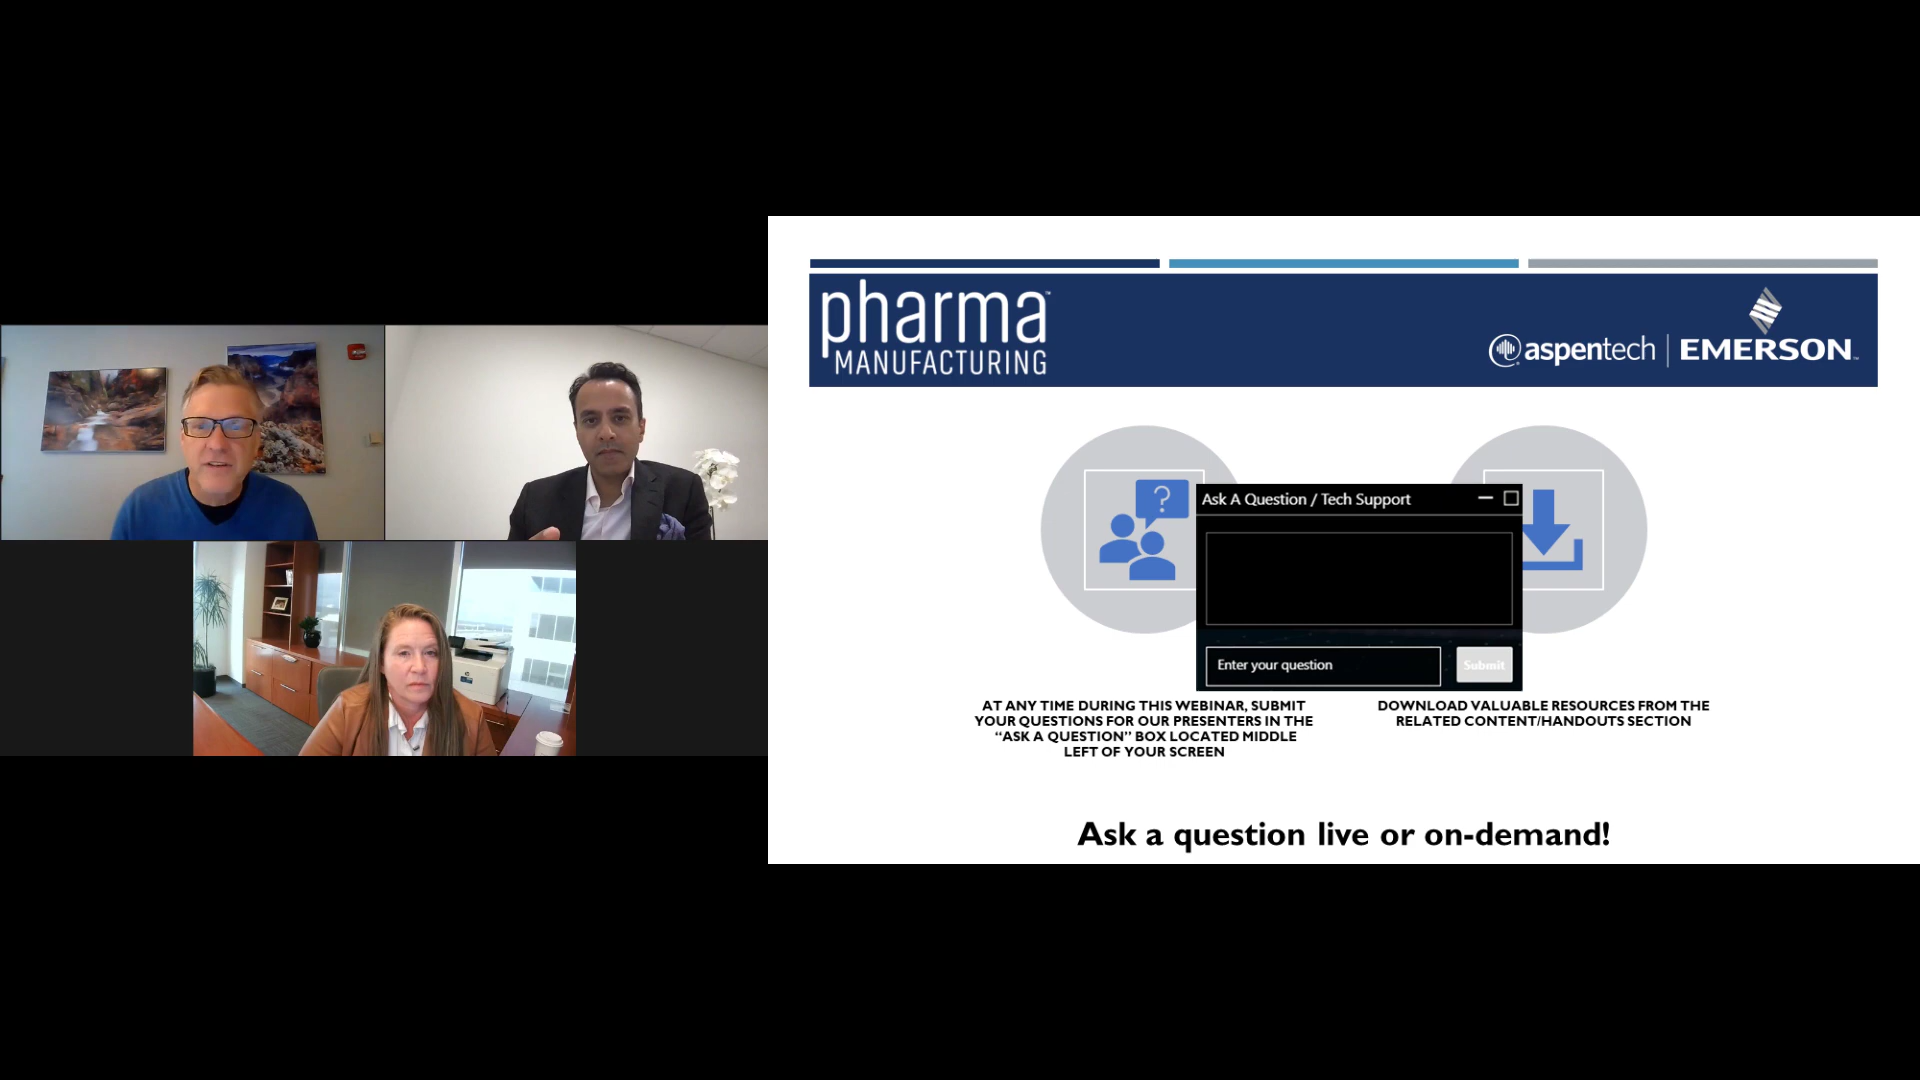 pharma™
MANUFACTURING
aspentech | EMERSON™
?
Ask A Question / Tech Support
Enter your question
Submit
AT ANY TIME DURING THIS WEBINAR, SUBMIT
YOUR QUESTIONS FOR OUR PRESENTERS IN THE
“ASK A QUESTION” BOX LOCATED MIDDLE
LEFT OF YOUR SCREEN
DOWNLOAD VALUABLE RESOURCES FROM THE
RELATED CONTENT/HANDOUTS SECTION
Ask a question live or on-demand!